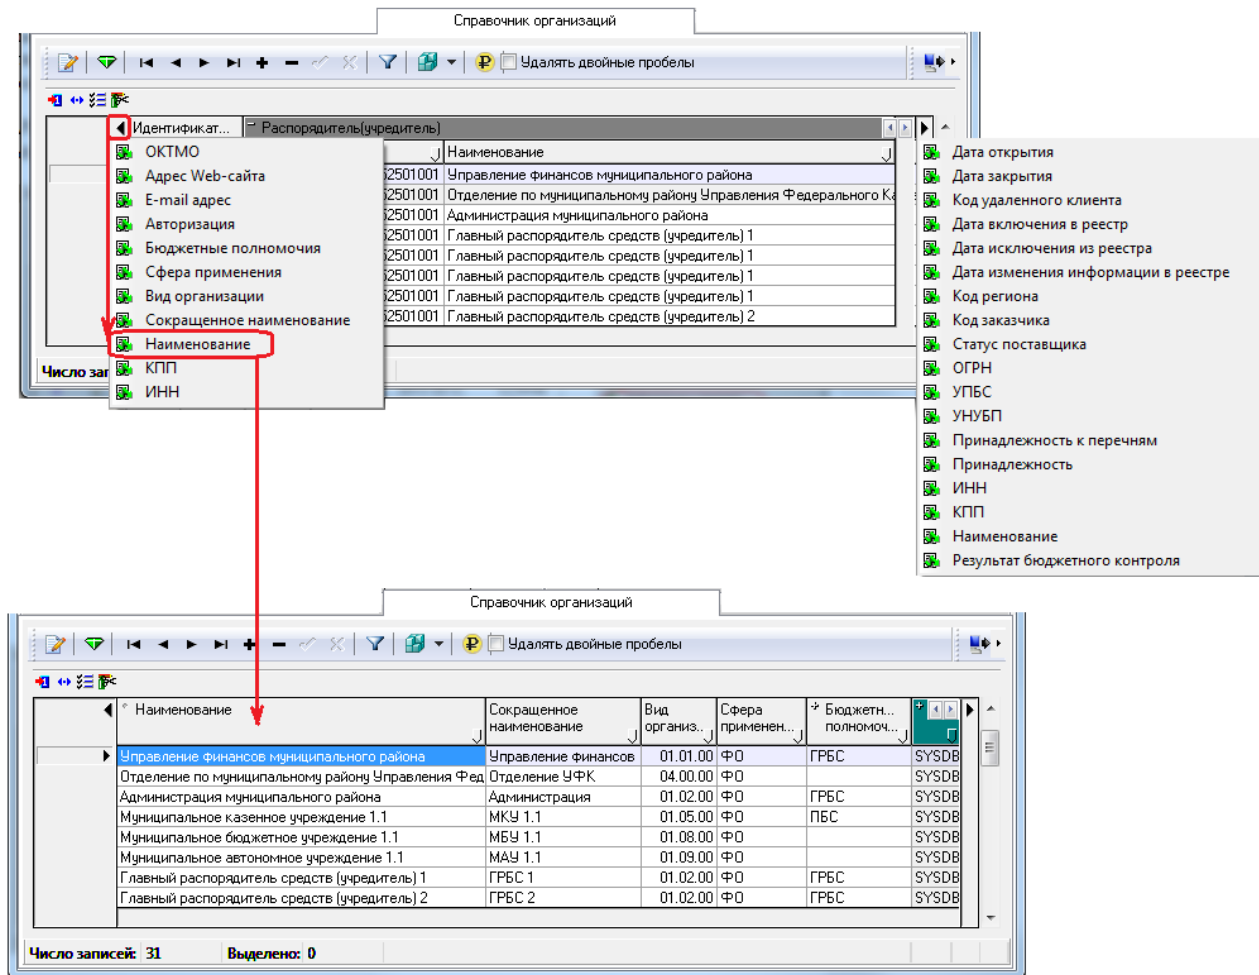 Справочник организаций
Удалять двойные пробелы
Идентификат... Распорядитель(учредитель)
Наименование
52501001 Управление финансов муниципального района
52501001 Отделение по муниципальному району Управления Федерального Ка
52501001 Администрация муниципального района
52501001 Главный распорядитель средств (учредитель) 1
52501001 Главный распорядитель средств (учредитель) 1
52501001 Главный распорядитель средств (учредитель) 1
52501001 Главный распорядитель средств (учредитель) 1
52501001 Главный распорядитель средств (учредитель) 2
Число зап
ОКТМО
Адрес Web-сайта
E-mail адрес
Авторизация
Бюджетные полномочия
Сфера применения
Вид организации
Сокращенное наименование
Наименование
КПП
ИНН
Дата открытия
Дата закрытия
Код удаленного клиента
Дата включения в реестр
Дата исключения из реестра
Дата изменения информации в реестре
Код региона
Код заказчика
Статус поставщика
ОГРН
УПБС
УНУБП
Принадлежность к перечням
Принадлежность
ИНН
КПП
Наименование
Результат бюджетного контроля
Справочник организаций
Удалять двойные пробелы
Наименование Сокращенное наименование Вид организ... Сфера применен... Бюджетн... полномоч...
Управление финансов муниципального района Управление финансов 01.01.00 ФО ГРБС SYSDB
Отделение по муниципальному району Управления Фед Отделение УФК 04.00.00 ФО SYSDB
Администрация муниципального района Администрация 01.02.00 ФО ГРБС SYSDB
Муниципальное казенное учреждение 1.1 МКУ 1.1 01.05.00 ФО ПБС SYSDB
Муниципальное бюджетное учреждение 1.1 МБУ 1.1 01.08.00 ФО SYSDB
Муниципальное автономное учреждение 1.1 МАУ 1.1 01.09.00 ФО SYSDB
Главный распорядитель средств (учредитель) 1 ГРБС 1 01.02.00 ФО ГРБС SYSDB
Главный распорядитель средств (учредитель) 2 ГРБС 2 01.02.00 ФО ГРБС SYSDB
Число записей: 31 Выделено: 0